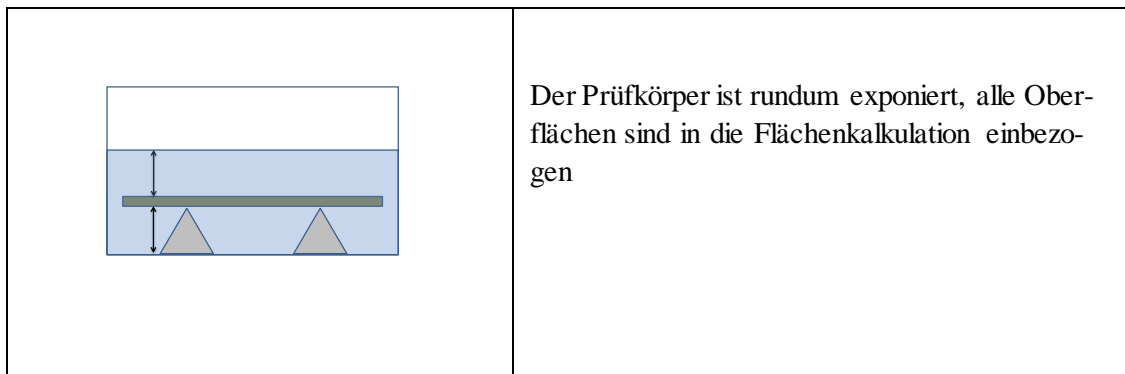 Der Prüfkörper ist rundum exponiert, alle Ober-
flächen sind in die Flächenkalkulation einbezo-
gen